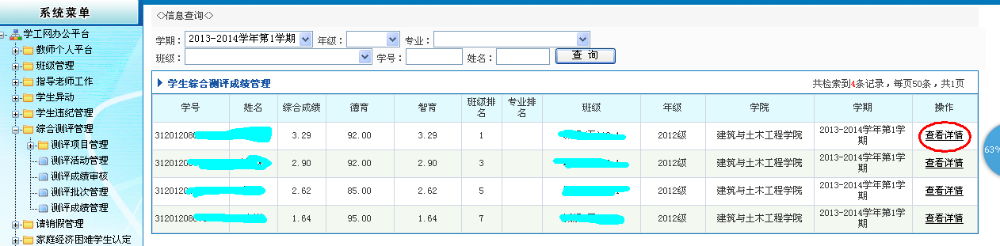 系统菜单
学工网办公平台
教师个人平台
班级管理
指导老师工作
学生异动
学生违纪管理
综合测评管理
测评项目管理
测评活动管理
测评成绩审核
测评批次管理
测评成绩管理
请销假管理
家庭经济困难学生认定
◇信息查询◇
学期：2013-2014学年第1学期 年级： 专业：
班级： 学号： 姓名： 查 询
学生综合测评成绩管理 共检索到4条记录，每页50条，共1页
学号 姓名 综合成绩 德育 智育 班级排名 专业排名 班级 年级 学院 学期 操作
31201208 3.29 92.00 3.29 1 2012级 建筑与土木工程学院 2013-2014学年第1学期 查看详情
3120120 2.90 92.00 2.90 3 2012级 建筑与土木工程学院 2013-2014学年第1学期 查看详情
312012 2.62 85.00 2.62 5 2012级 建筑与土木工程学院 2013-2014学年第1学期 查看详情
31201208 1.64 95.00 1.64 7 2012级 建筑与土木工程学院 2013-2014学年第1学期 查看详情
63%